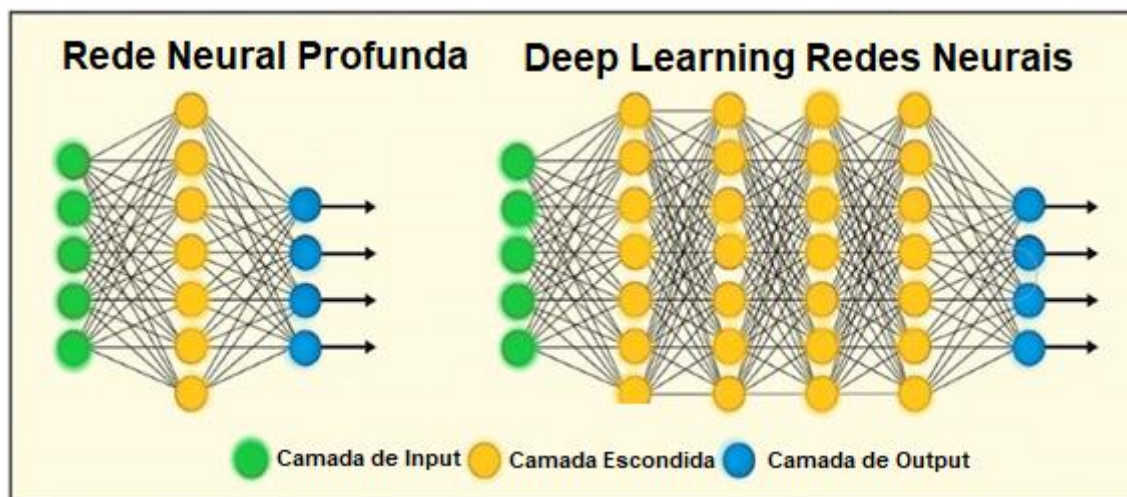 Rede Neural Profunda
Deep Learning Redes Neurais
Camada de Input
Camada Escondida
Camada de Output